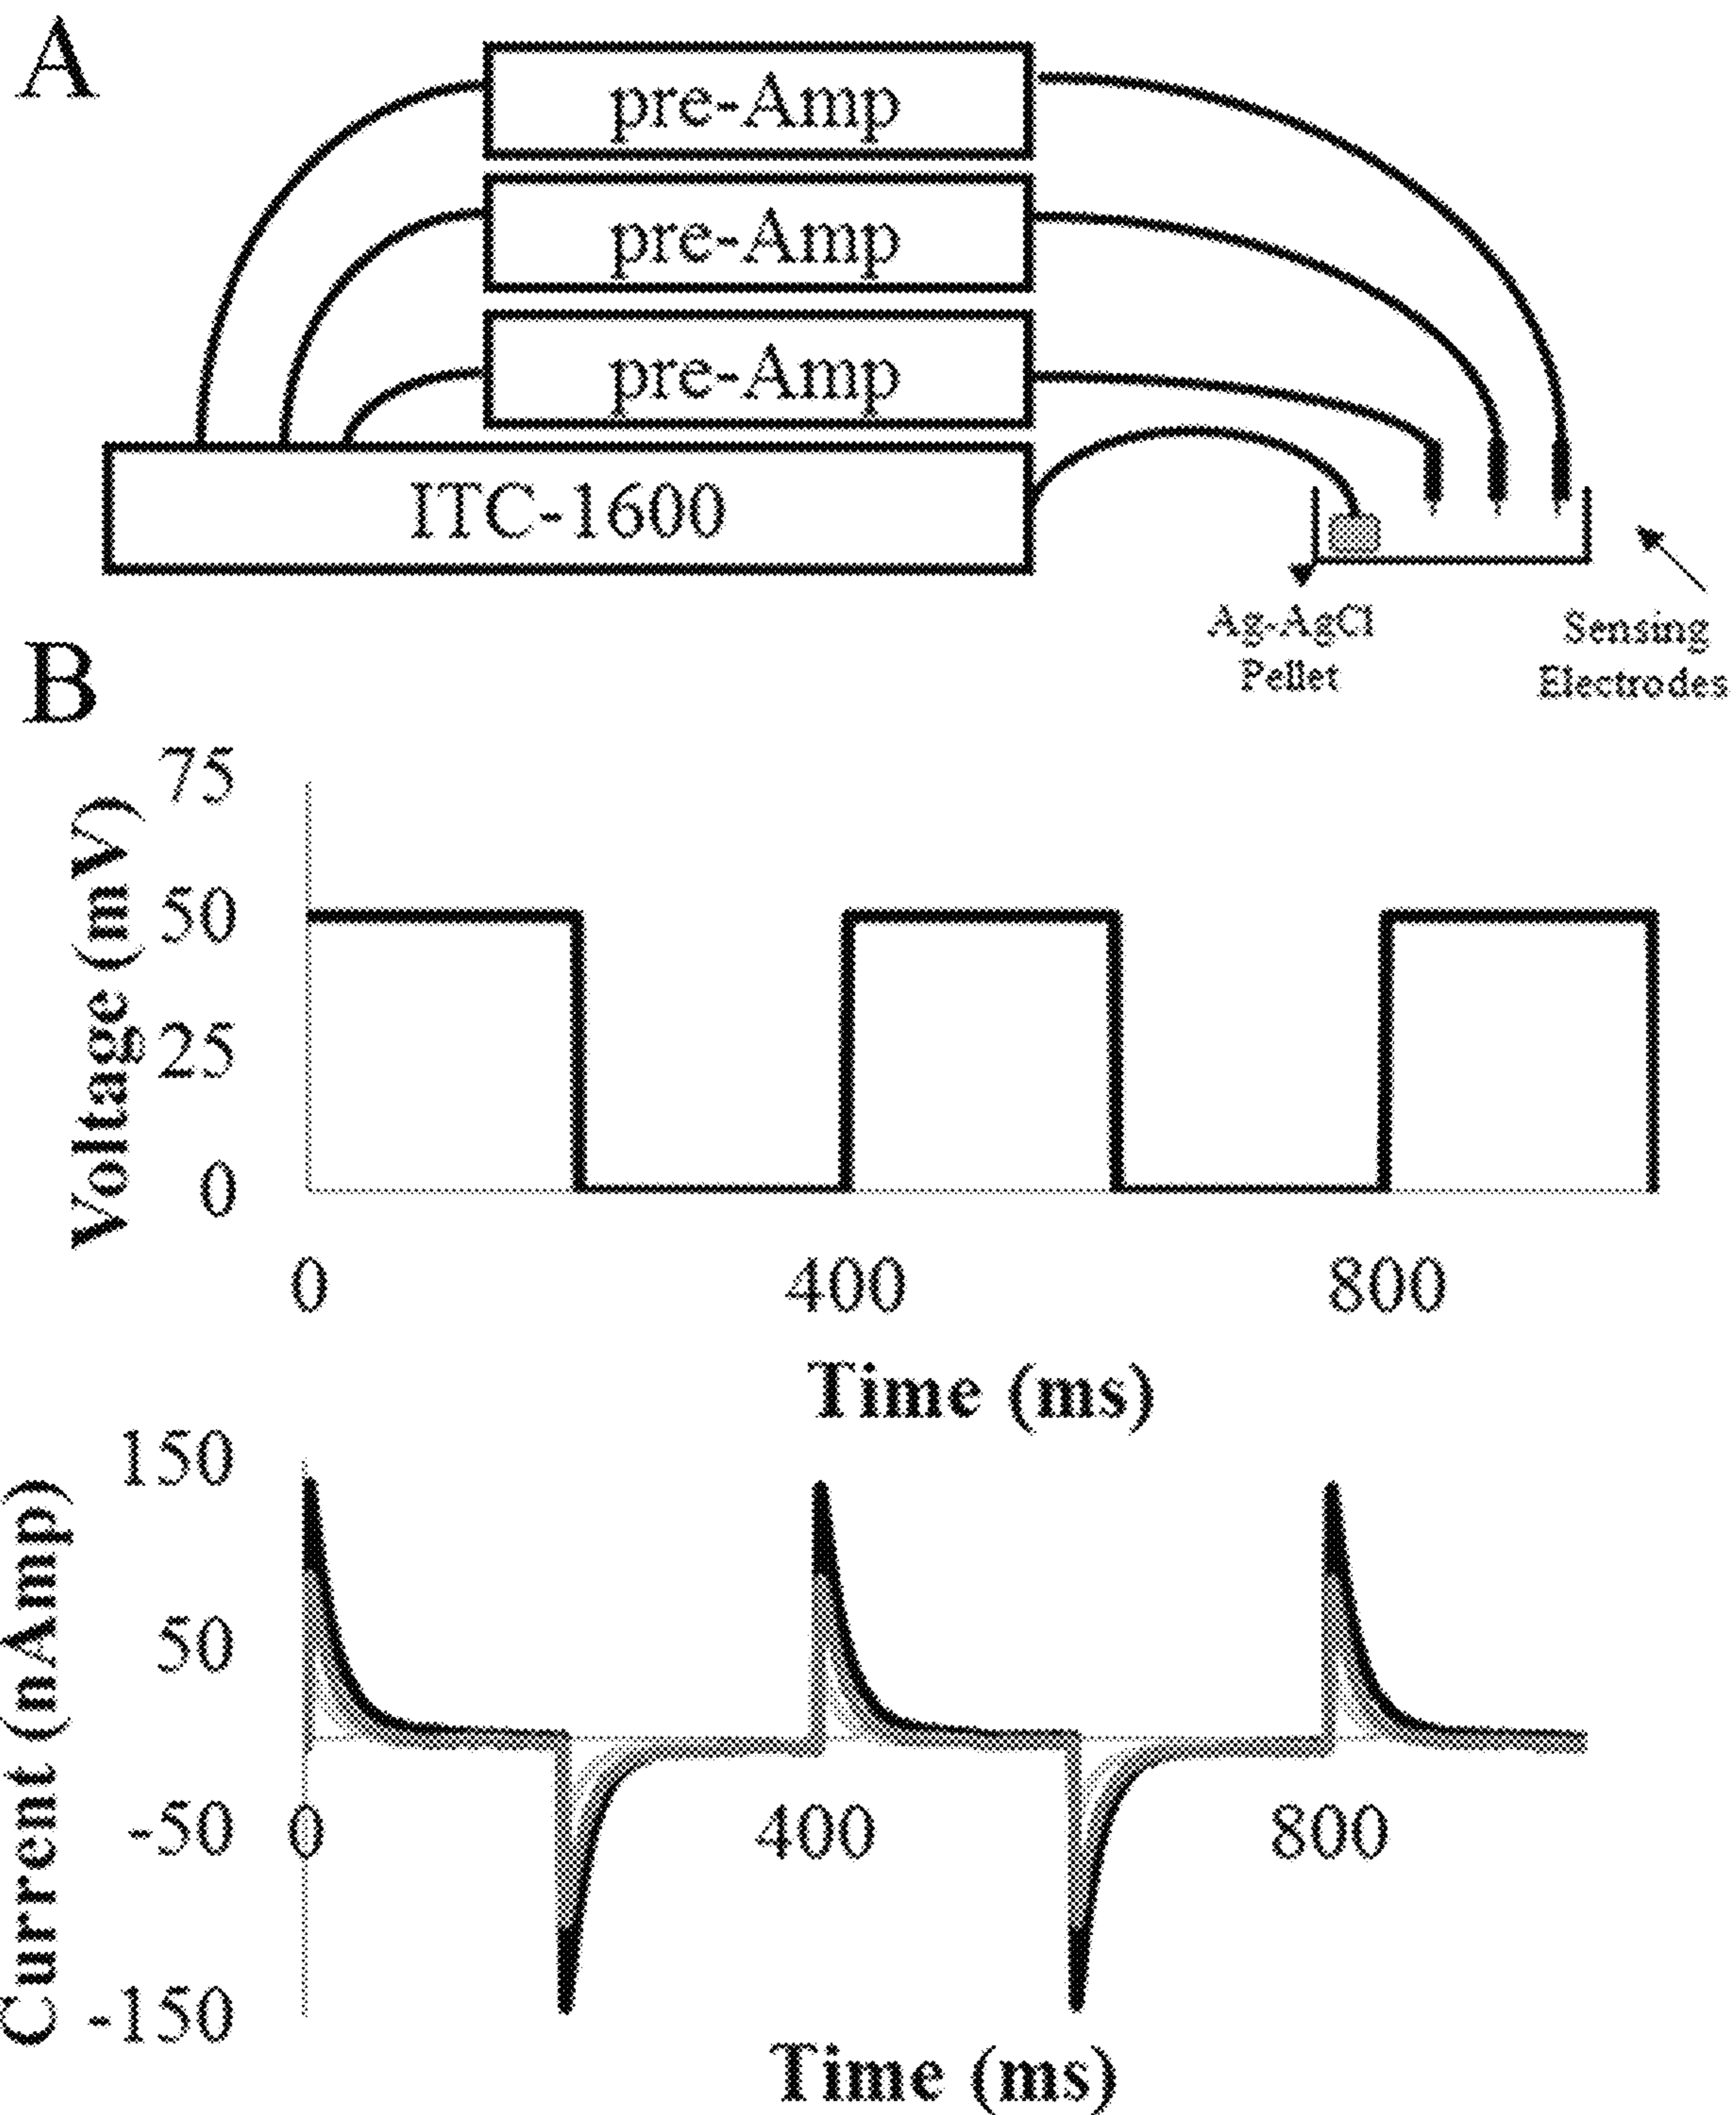 A
pre-Amp
pre-Amp
pre-Amp
ITC-1600
Ag-AgCl
Pellet
Sensing
Electrodes
B
Voltage (mV)
75
50
25
0
0 400 800
Time (ms)
Current (nAmp)
150
50
-50
-150
0 400 800
Time (ms)